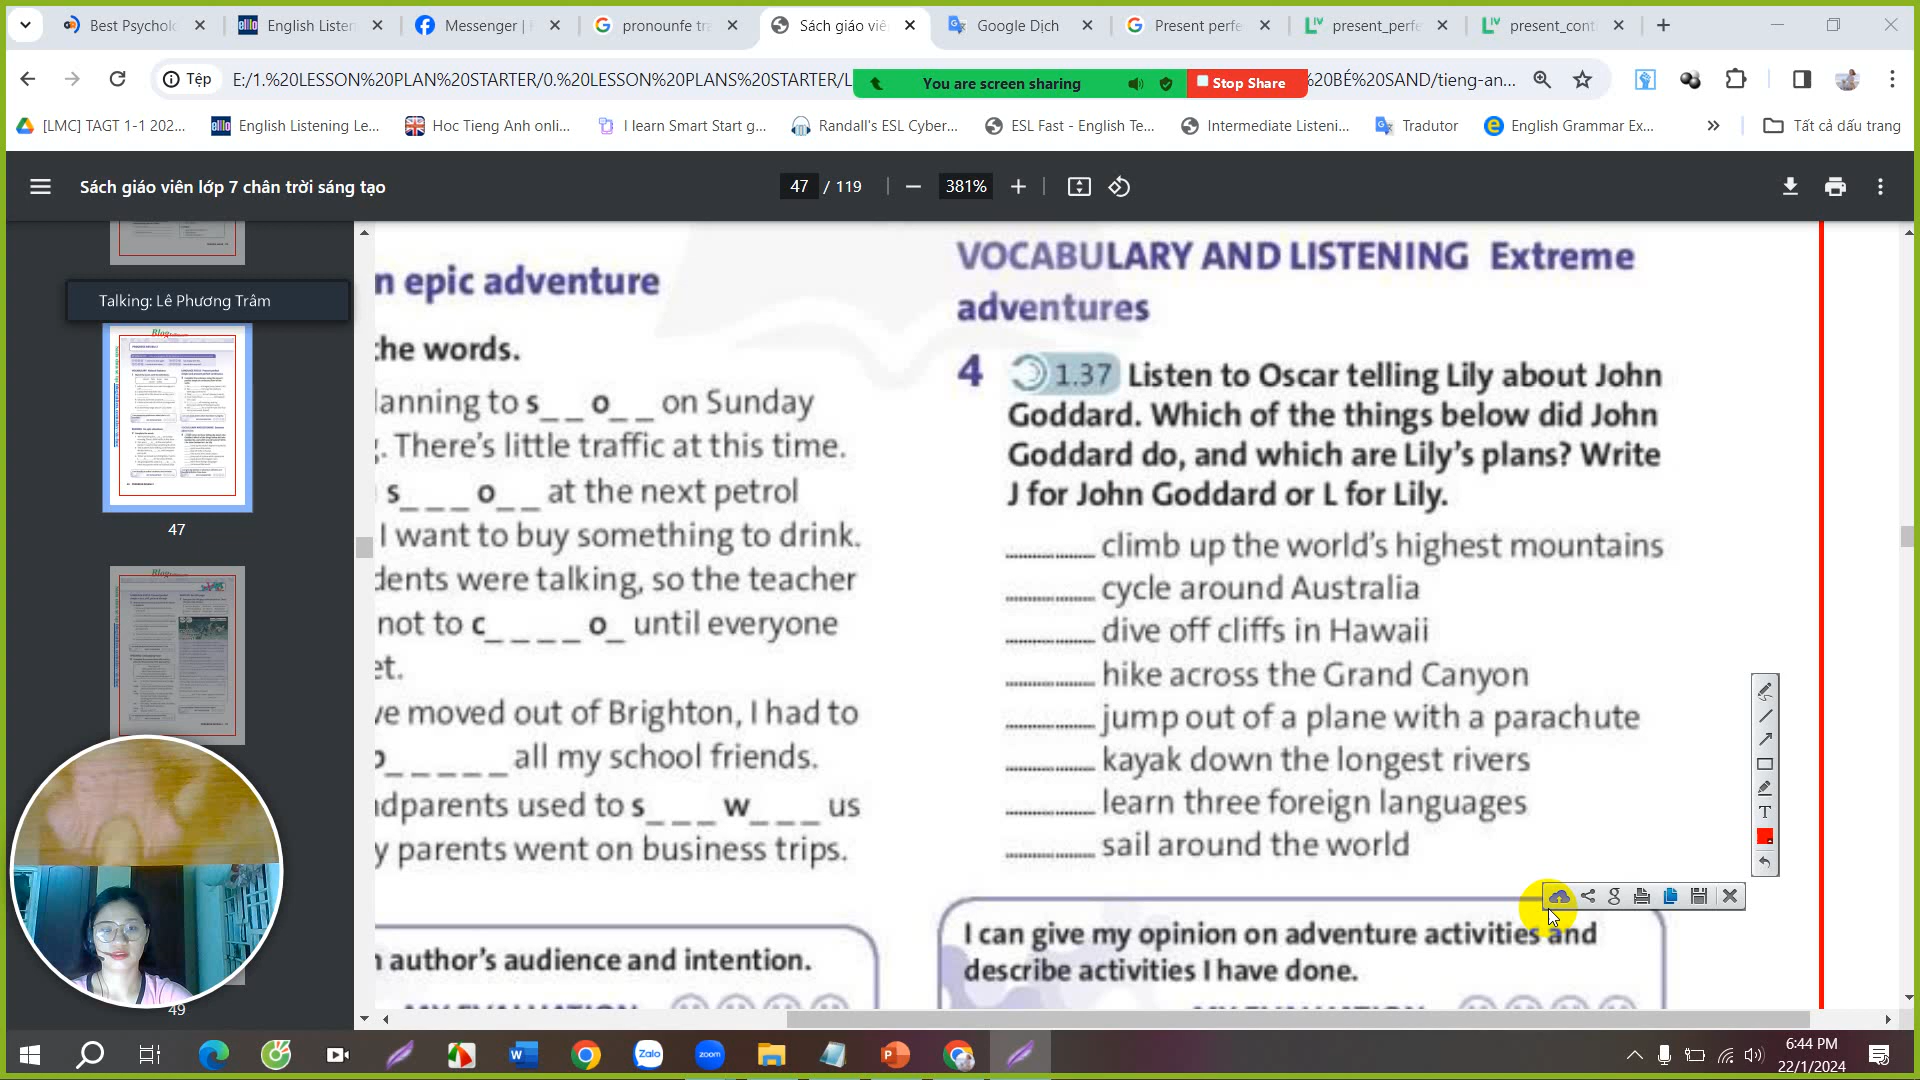 Best Psychol
English Listen
Messenger |
pronounfe tra
Sách giáo viê
Google Dịch
Present perfe
present_perfe
present_cont
Tệp
E:/1.%20LESSON%20PLAN%20STARTER/0.%20LESSON%20PLANS%20STARTER/L
You are screen sharing
Stop Share
%20BÉ%20SAND/tieng-an...
[LMC] TAGT 1-1 202...
English Listening Le...
Hoc Tieng Anh onli...
I learn Smart Start g...
Randall's ESL Cyber...
ESL Fast - English Te...
Intermediate Listeni...
Tradutor
English Grammar Ex...
Tất cả dấu trang
Sách giáo viên lớp 7 chân trời sáng tạo
47 / 119
381%
Talking: Lê Phương Trâm
47
49
n epic adventure
the words.
anning to s_ _ o_ _ on Sunday
. There's little traffic at this time.
s_ _ _ o_ _ at the next petrol
I want to buy something to drink.
dents were talking, so the teacher
not to c_ _ _ _ o_ until everyone
et.
ve moved out of Brighton, I had to
_ _ _ _ _ all my school friends.
dparents used to s_ _ _ w_ _ _ us
y parents went on business trips.
n author's audience and intention.
VOCABULARY AND LISTENING Extreme
adventures
4 1.37 Listen to Oscar telling Lily about John
Goddard. Which of the things below did John
Goddard do, and which are Lily's plans? Write
J for John Goddard or L for Lily.
............ climb up the world's highest mountains
............ cycle around Australia
............ dive off cliffs in Hawaii
............ hike across the Grand Canyon
............ jump out of a plane with a parachute
............ kayak down the longest rivers
............ learn three foreign languages
............ sail around the world
I can give my opinion on adventure activities and
describe activities I have done.
6:44 PM
22/1/2024